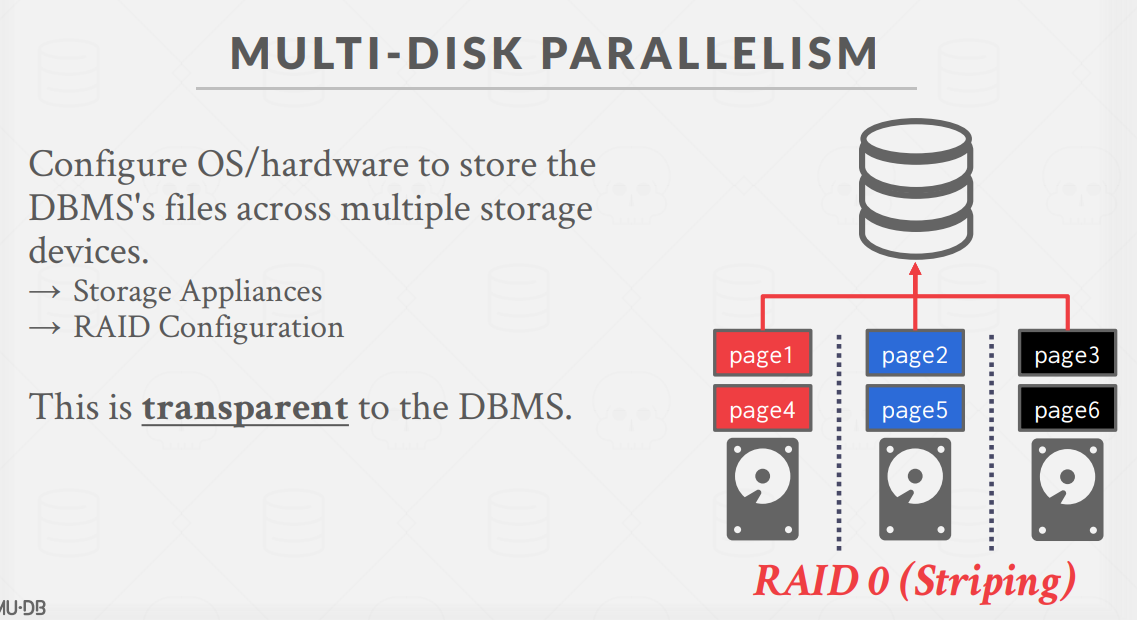 MULTI-DISK PARALLELISM
Configure OS/hardware to store the
DBMS's files across multiple storage
devices.
→ Storage Appliances
→ RAID Configuration
This is transparent to the DBMS.
page1 page2 page3
page4 page5 page6
RAID 0 (Striping)
MU·DB